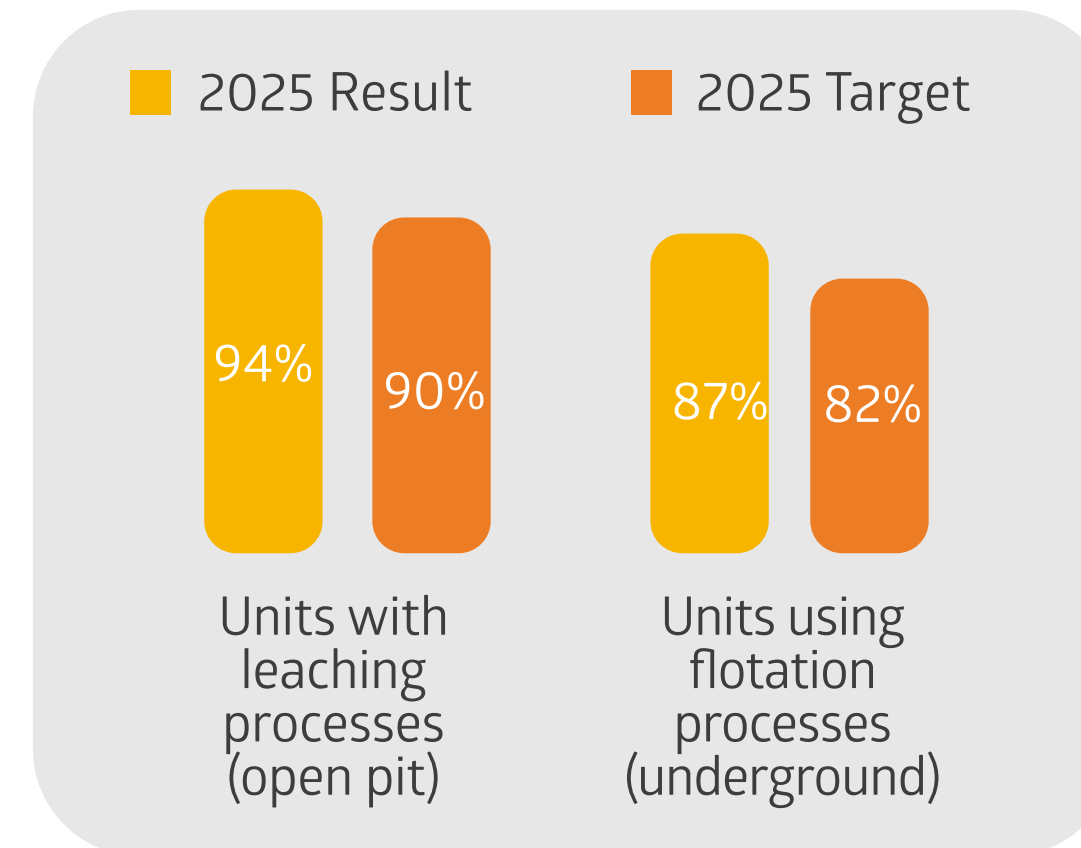 2025 Result
2025 Target
94%
90%
87%
82%
Units with
leaching
processes
(open pit)
Units using
flotation
processes
(underground)